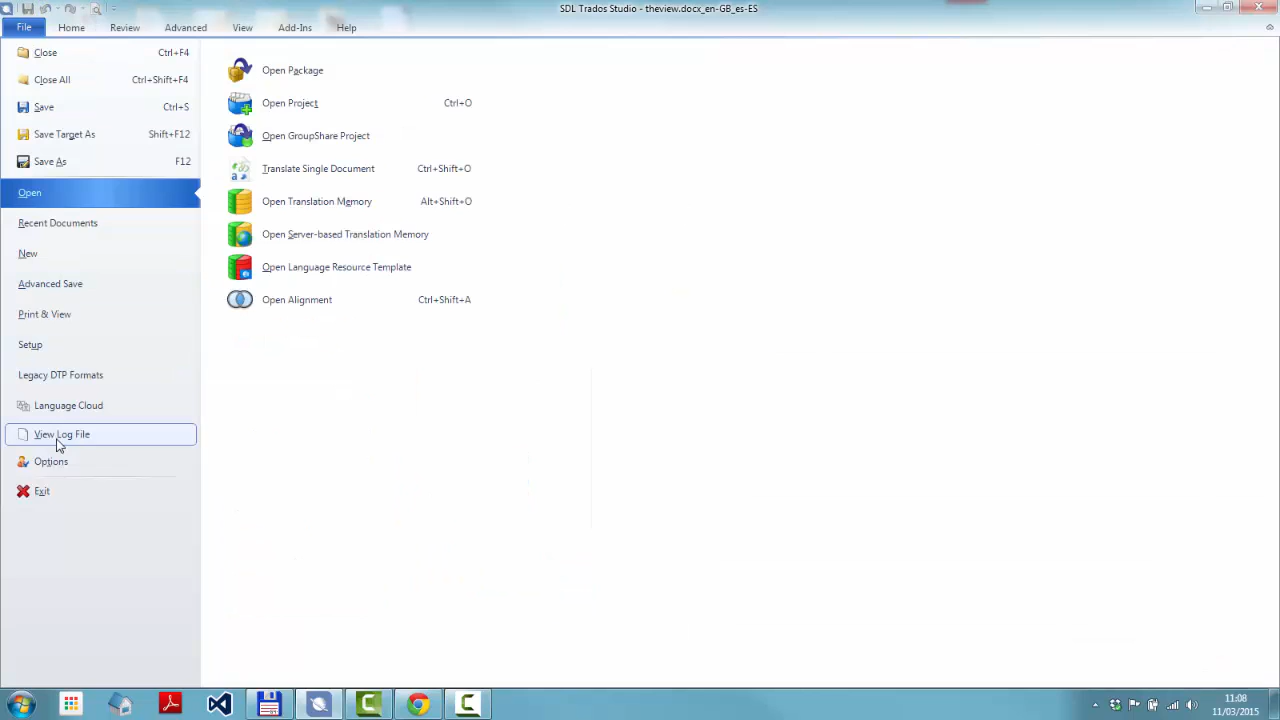 SDL Trados Studio - theview.docx_en-GB_es-ES
File Home Review Advanced View Add-Ins Help
Close Ctrl+F4
Close All Ctrl+Shift+F4
Save Ctrl+S
Save Target As Shift+F12
Save As F12
Open
Recent Documents
New
Advanced Save
Print & View
Setup
Legacy DTP Formats
Language Cloud
View Log File
Options
Exit
Open Package
Open Project Ctrl+O
Open GroupShare Project
Translate Single Document Ctrl+Shift+O
Open Translation Memory Alt+Shift+O
Open Server-based Translation Memory
Open Language Resource Template
Open Alignment Ctrl+Shift+A
11:08
11/03/2015